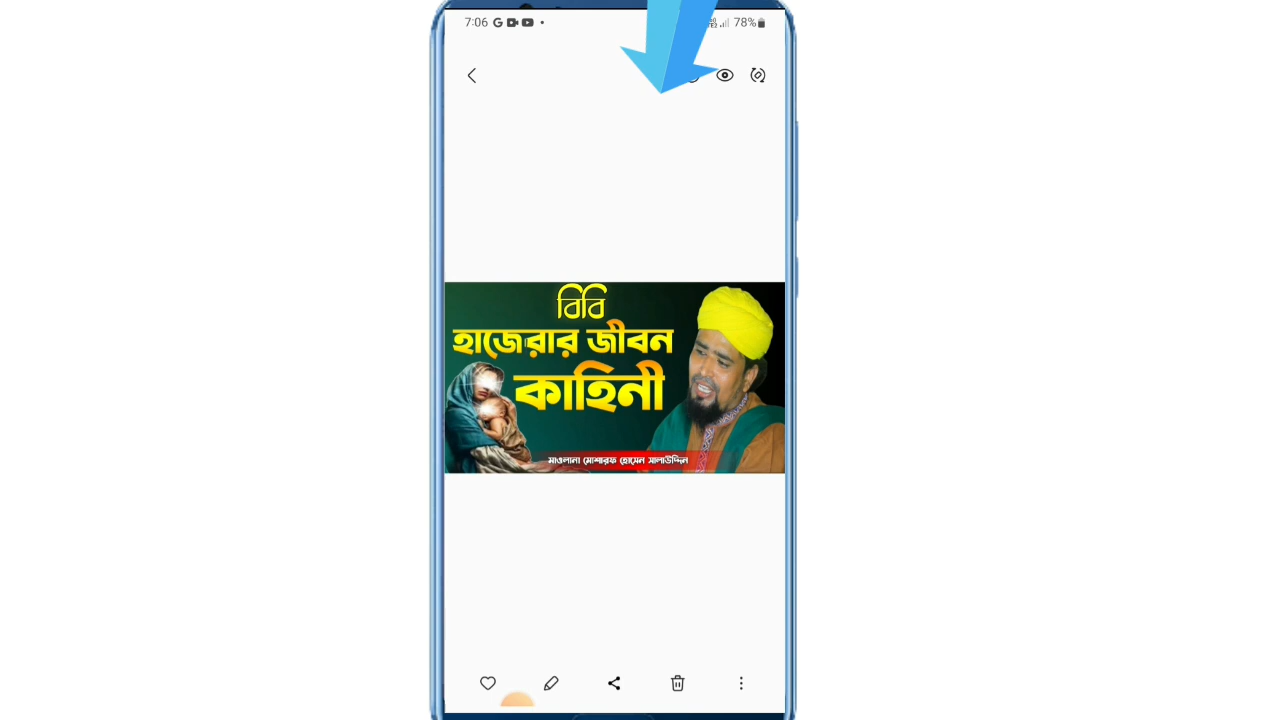 7:06
78%
বিবি
হাজেরার জীবন
কাহিনী
মাওলানা মোশারফ হোসেন সালাউদ্দিন